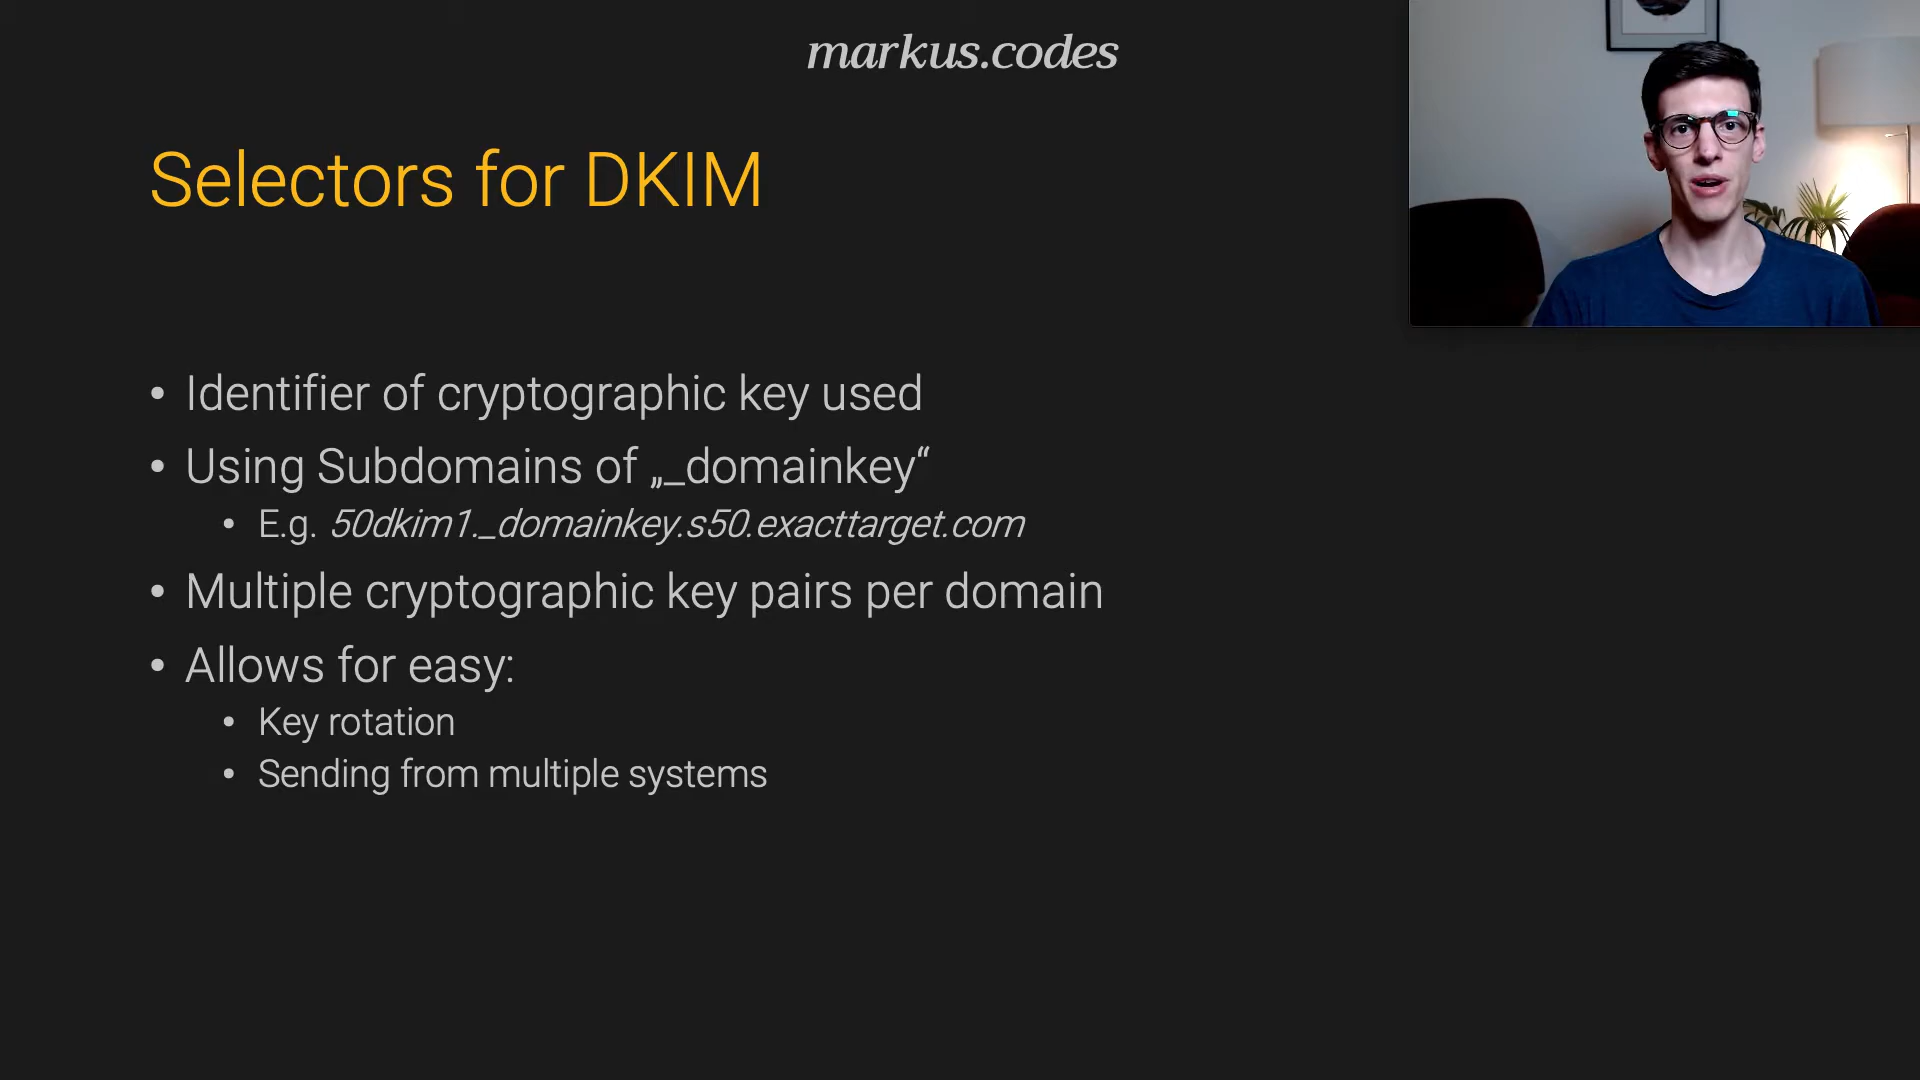 markus.codes
Selectors for DKIM
• Identifier of cryptographic key used
• Using Subdomains of „_domainkey“
• E.g. 50dkim1._domainkey.s50.exacttarget.com
• Multiple cryptographic key pairs per domain
• Allows for easy:
• Key rotation
• Sending from multiple systems